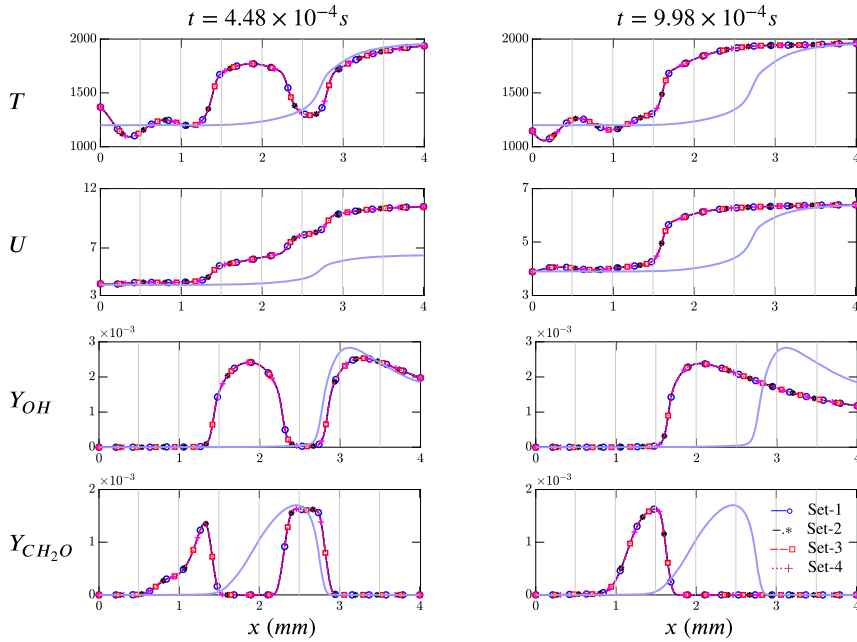 t = 4.48 × 10⁻⁴ s
t = 9.98 × 10⁻⁴ s
T
2000
1500
1000
0 1 2 3 4
2000
1500
1000
0 1 2 3 4
U
12
7
3
0 1 2 3 4
7
5
3
0 1 2 3 4
Y_OH
×10⁻³
3
2
1
0
0 1 2 3 4
×10⁻³
3
2
1
0
0 1 2 3 4
Y_CH₂O
×10⁻³
2
1
0
0 1 2 3 4
×10⁻³
2
1
0
0 1 2 3 4
Set-1
Set-2
Set-3
Set-4
x (mm)
x (mm)